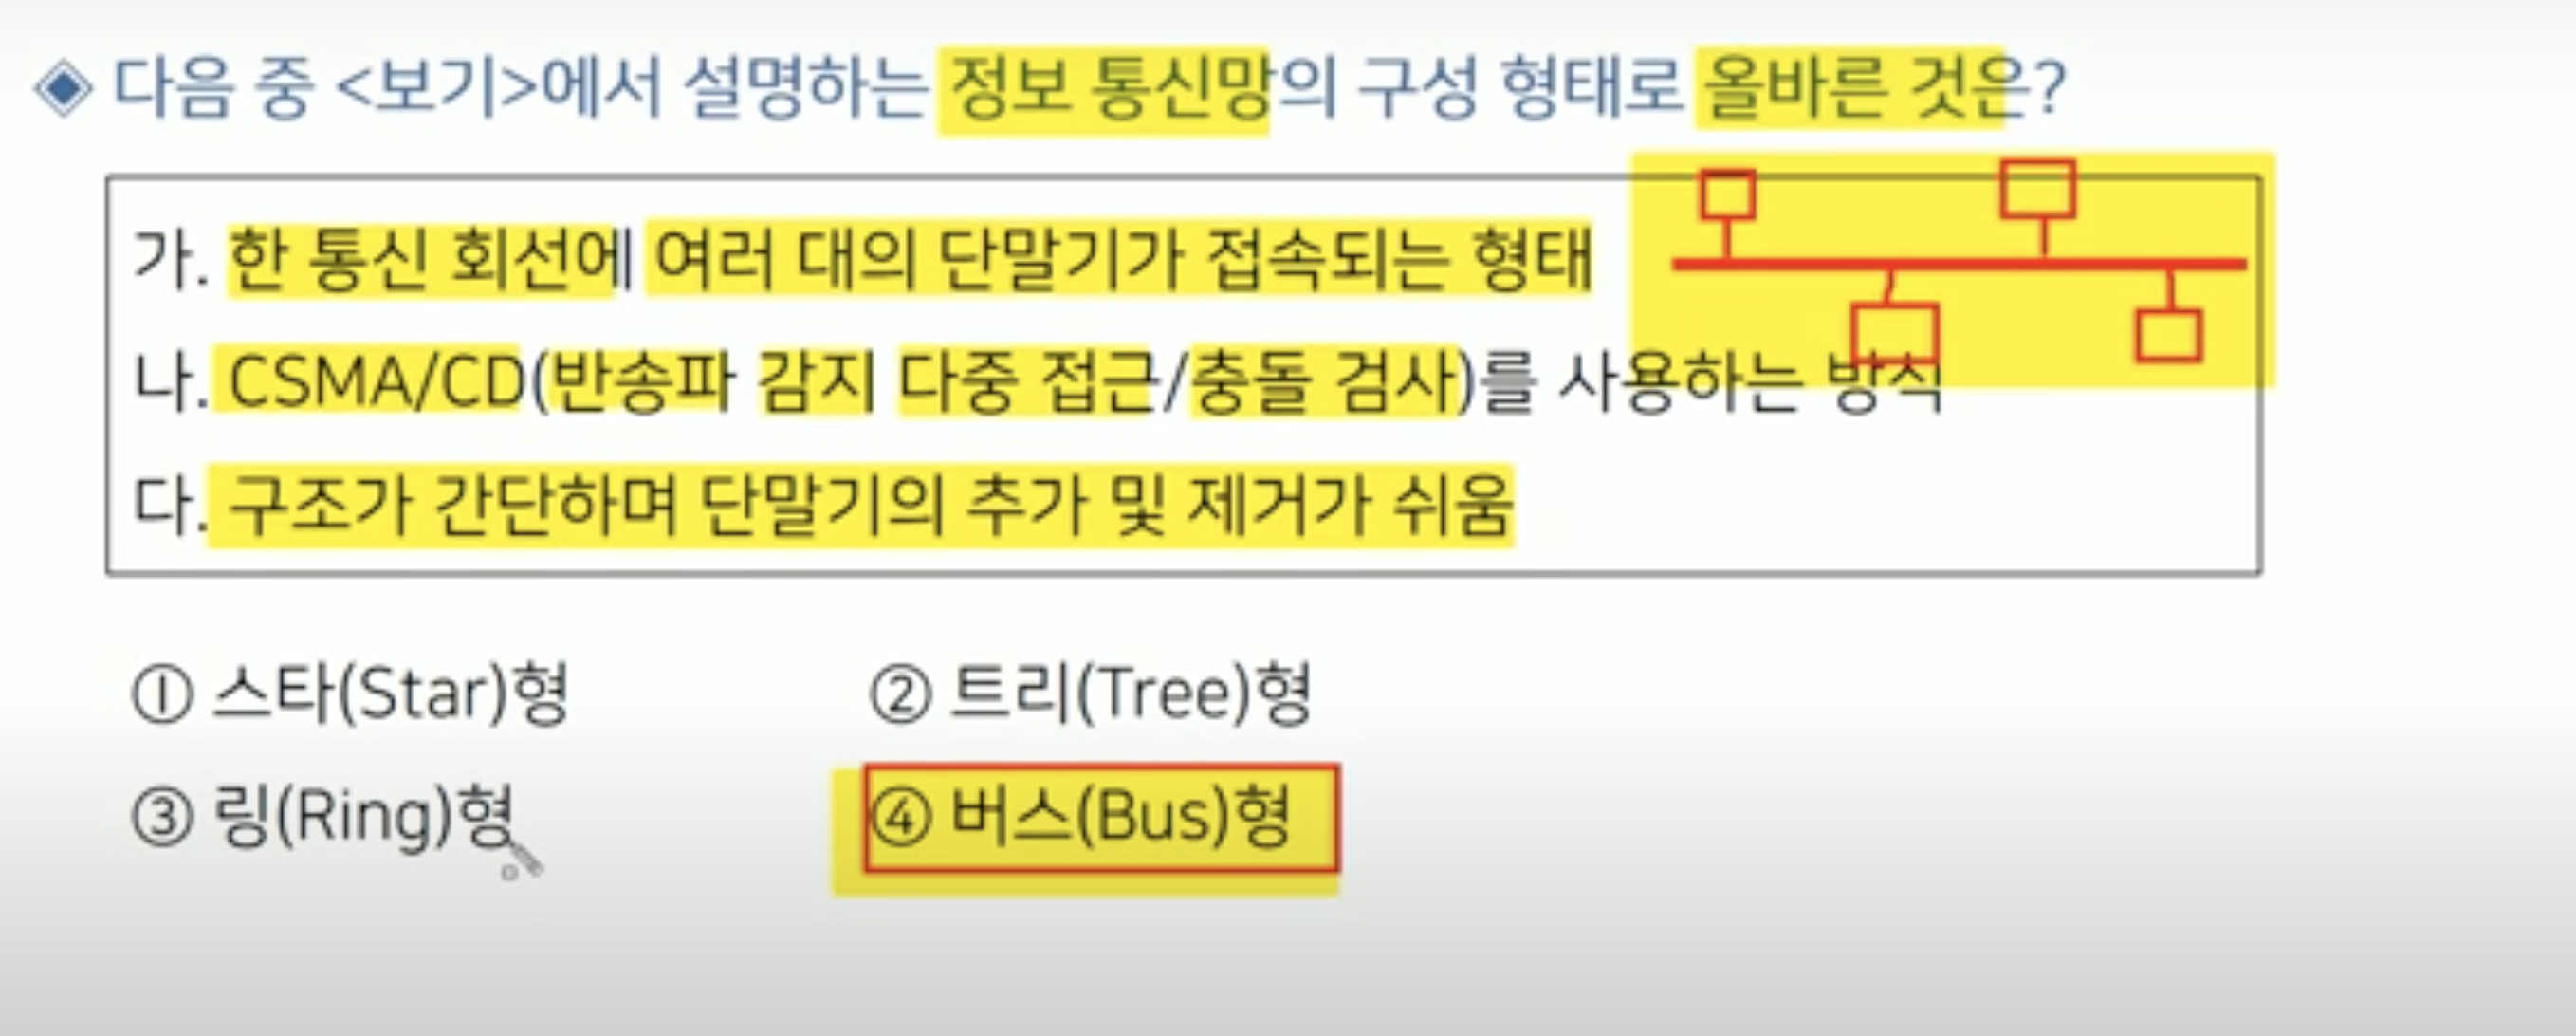 ◈ 다음 중 <보기>에서 설명하는 정보 통신망의 구성 형태로 올바른 것은?
가. 한 통신 회선에 여러 대의 단말기가 접속되는 형태
나. CSMA/CD(반송파 감지 다중 접근/충돌 검사)를 사용하는 방식
다. 구조가 간단하며 단말기의 추가 및 제거가 쉬움
① 스타(Star)형 ② 트리(Tree)형
③ 링(Ring)형 ④ 버스(Bus)형